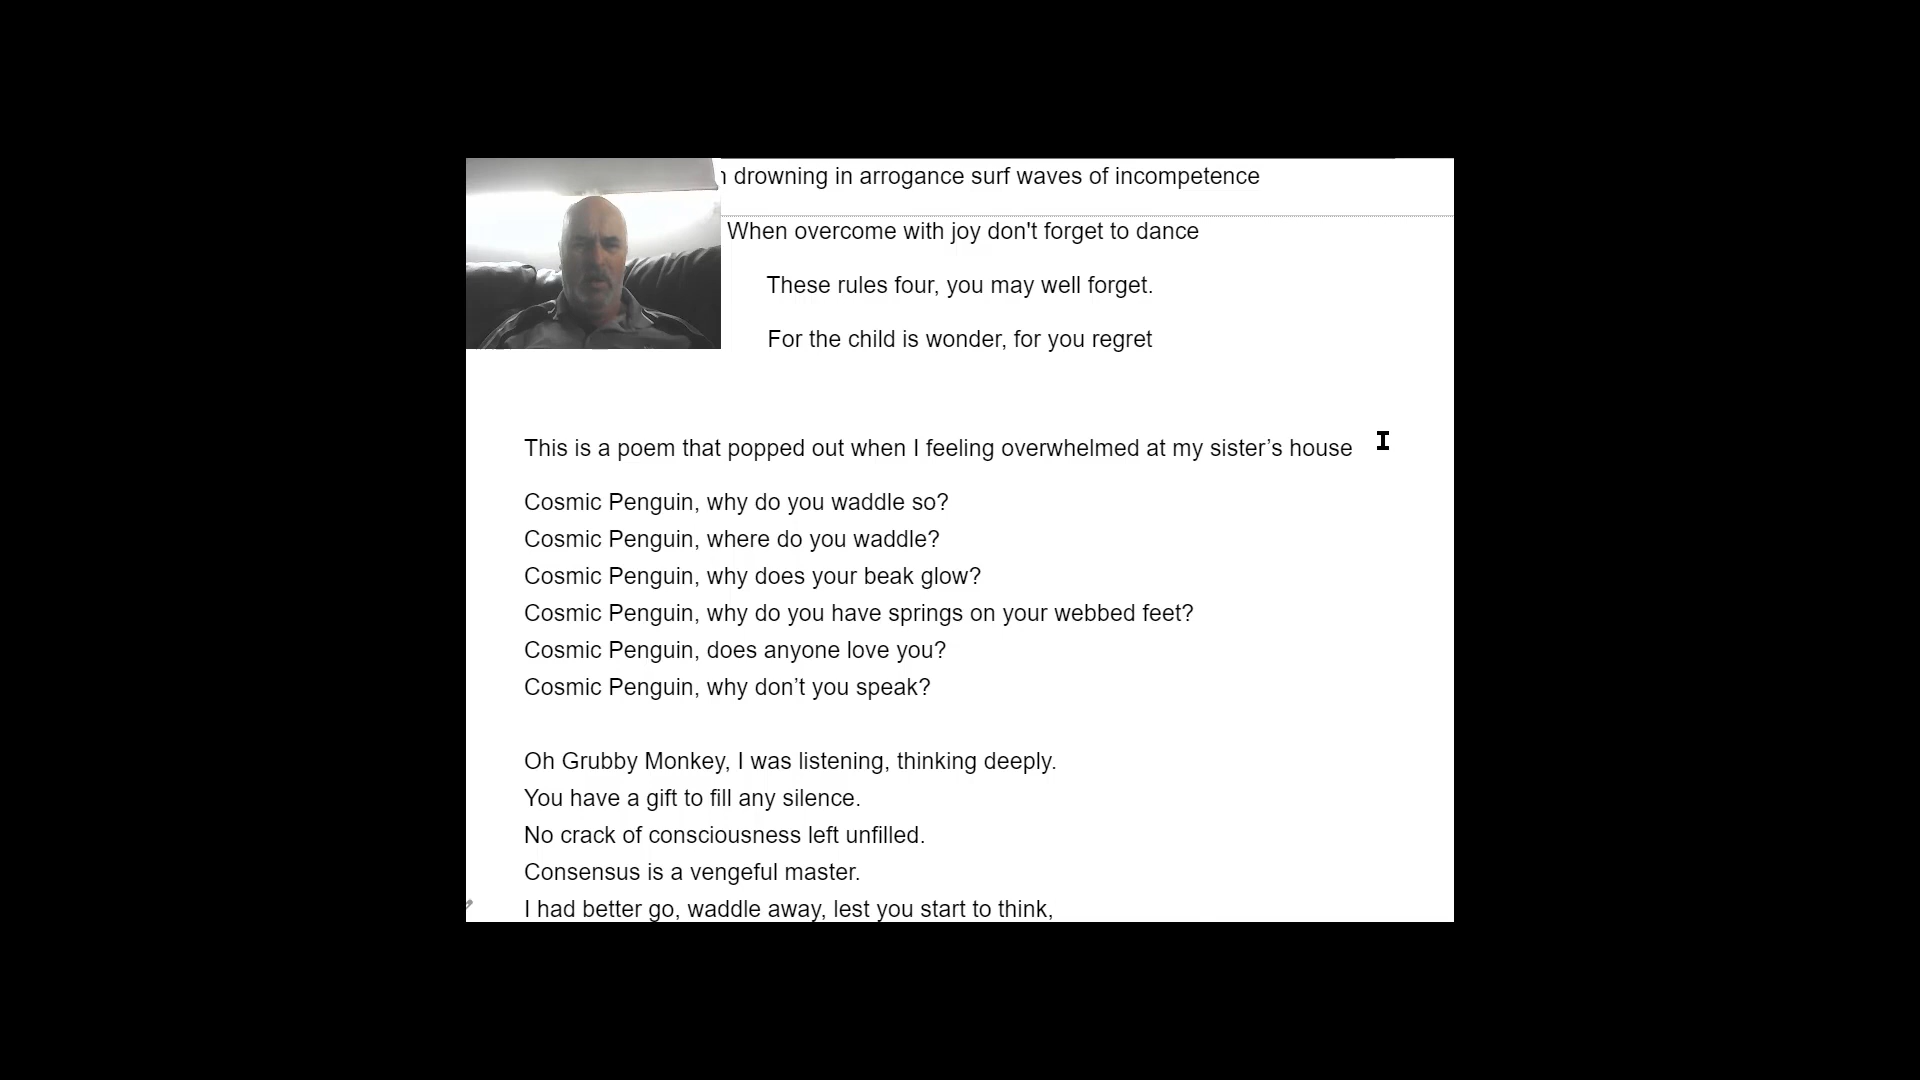 drowning in arrogance surf waves of incompetence
When overcome with joy don't forget to dance
These rules four, you may well forget.
For the child is wonder, for you regret
This is a poem that popped out when I feeling overwhelmed at my sister’s house
Cosmic Penguin, why do you waddle so?
Cosmic Penguin, where do you waddle?
Cosmic Penguin, why does your beak glow?
Cosmic Penguin, why do you have springs on your webbed feet?
Cosmic Penguin, does anyone love you?
Cosmic Penguin, why don’t you speak?
Oh Grubby Monkey, I was listening, thinking deeply.
You have a gift to fill any silence.
No crack of consciousness left unfilled.
Consensus is a vengeful master.
I had better go, waddle away, lest you start to think,